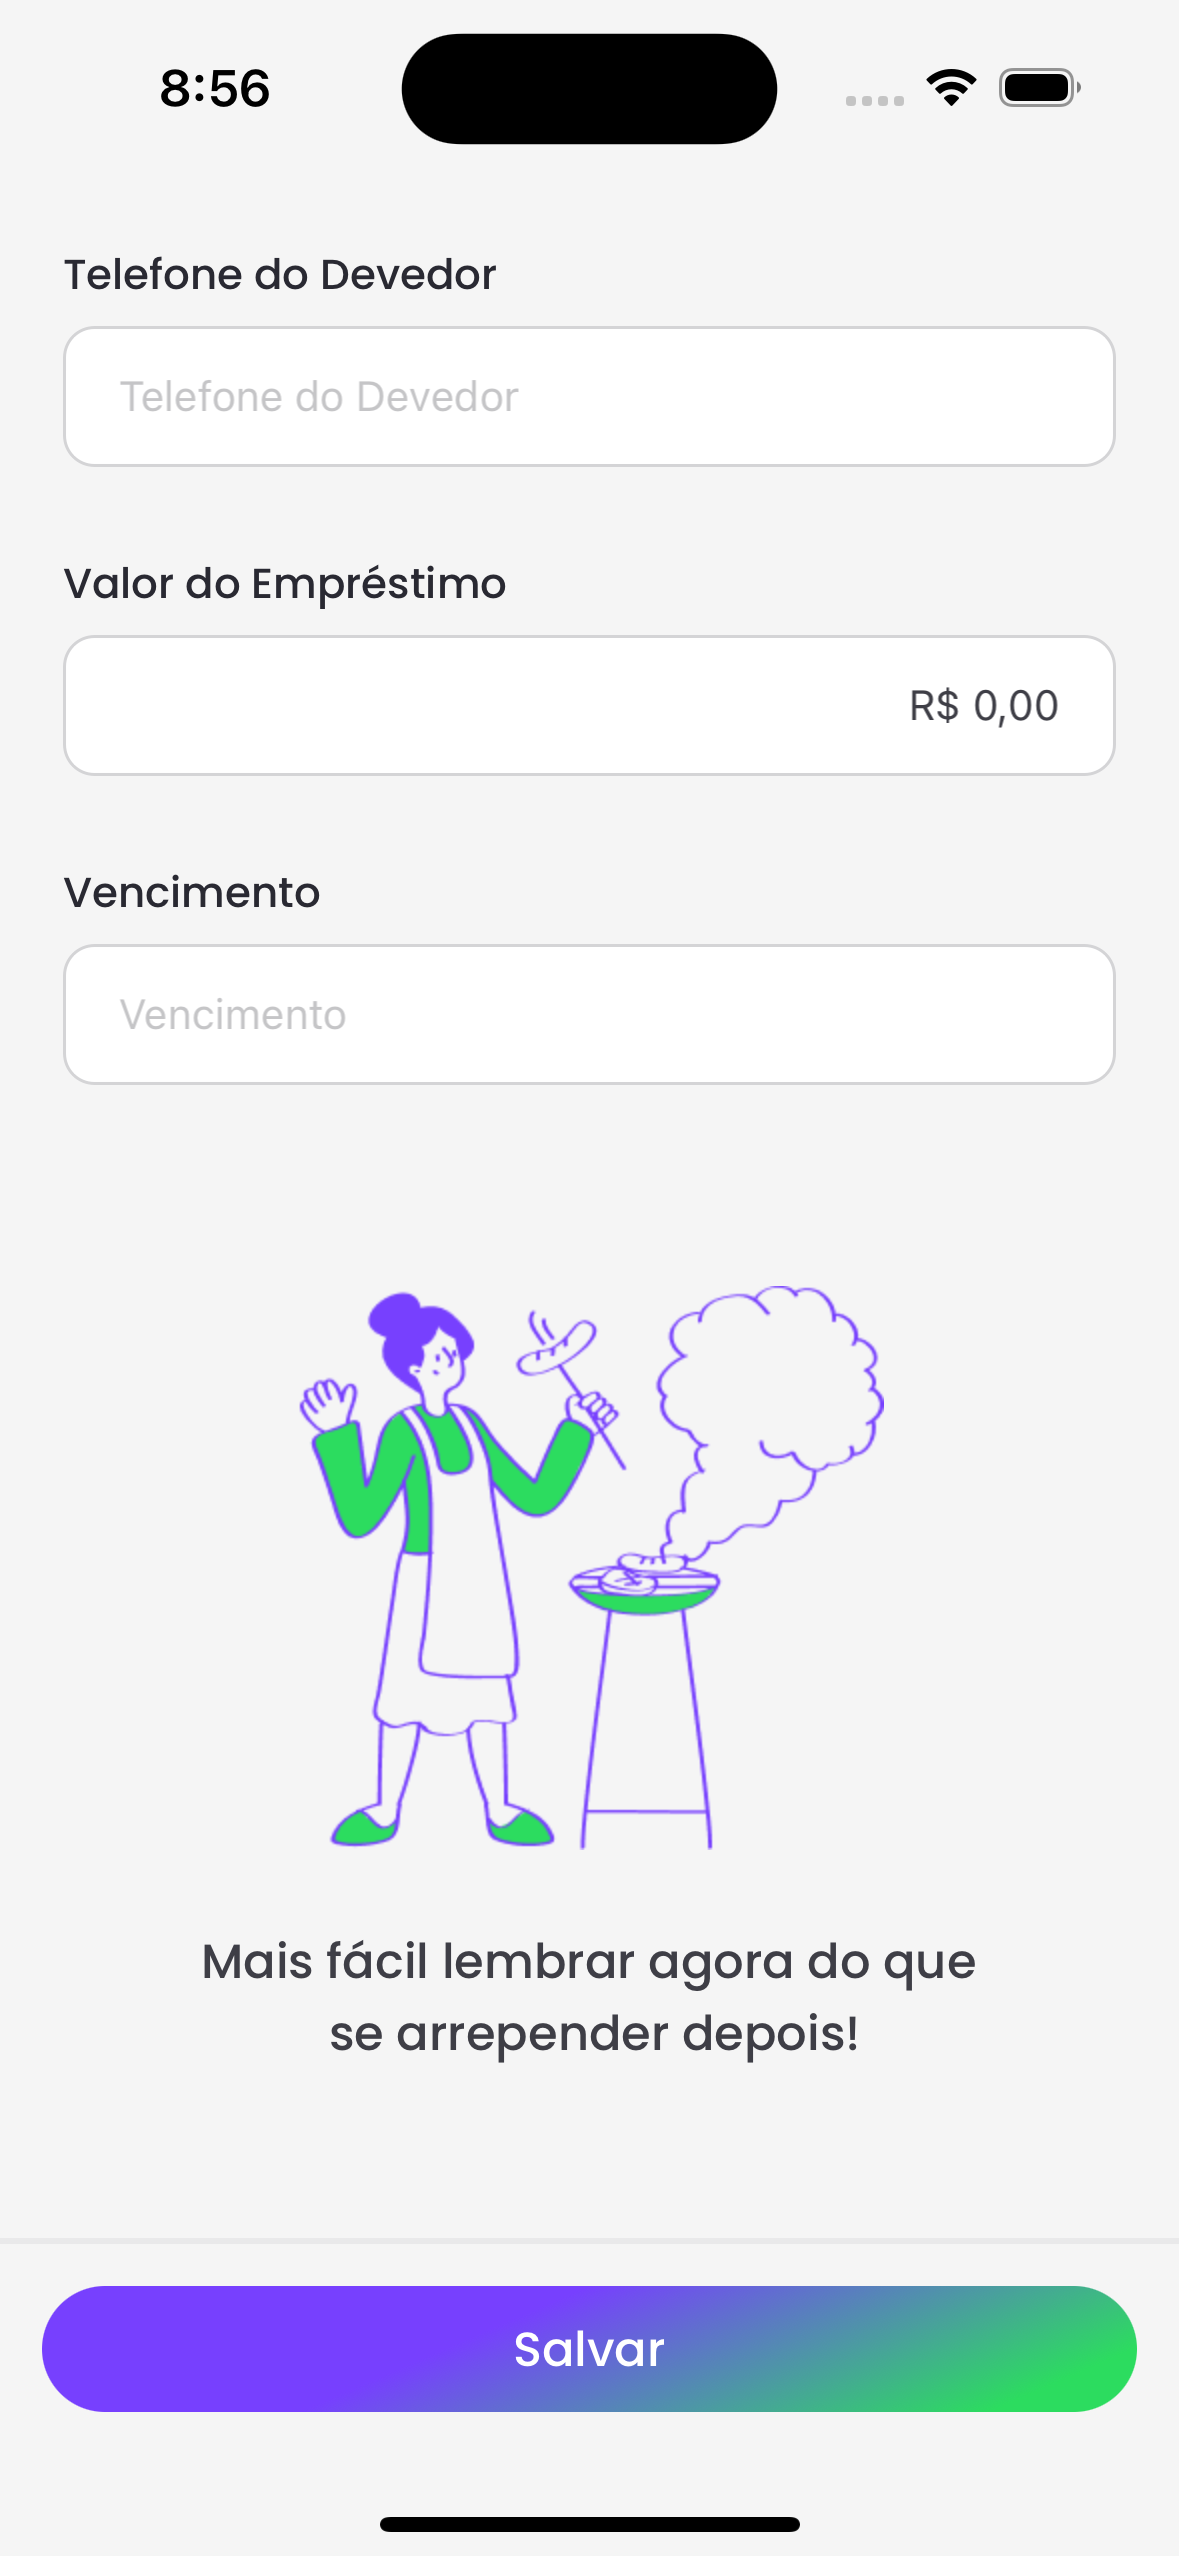 8:56
Telefone do Devedor
Telefone do Devedor
Valor do Empréstimo
R$ 0,00
Vencimento
Vencimento
Mais fácil lembrar agora do que
se arrepender depois!
Salvar